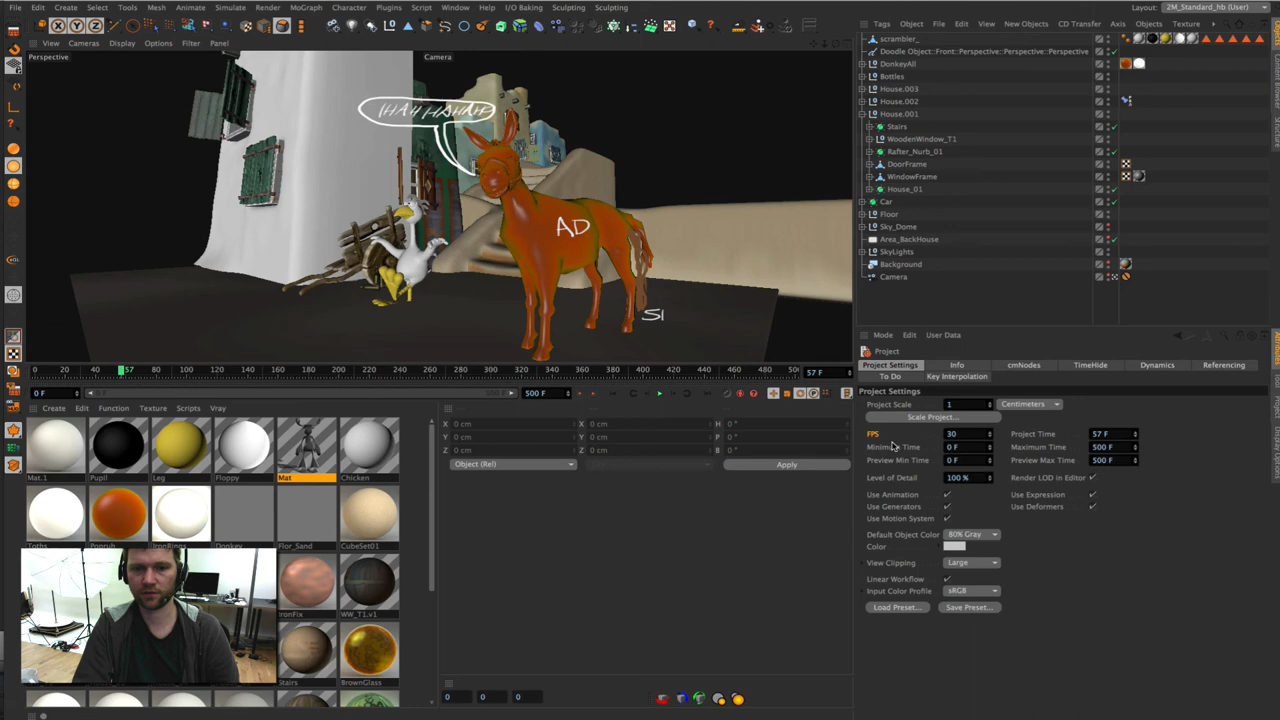 File Edit Create Select Tools Mesh Animate Simulate Render MoGraph Character Plugins Script Window Help I/O Baking Sculpting Sculpting Layout: ZM_Standard_hb (User)
View Cameras Display Options Filter Panel
Perspective Camera
HAHHAHAH
AD
SI
0 20 40 57 80 100 120 140 160 180 200 220 240 260 280 300 320 340 360 380 400 420 440 460 480 57 F
0 F 0 F 500 F
Create Edit Function Texture Scripts Vray
Mat.1 Pupil Leg Floppy Mat Chicken
Donkey Flor_Sand CubeSet01
IronFix WW_T1.v1
Stairs BrownGlass
X 0 cm X 0 cm H 0 °
Y 0 cm Y 0 cm P 0 °
Z 0 cm Z 0 cm B 0 °
Object (Rel) Apply
0 0 0
Tags Object File Edit View New Objects CD Transfer Axis Objects Texture
scrambler_
Doodle Object::Front::Perspective::Perspective::Perspective
DonkeyAll
Bottles
House.003
House.002
House.001
Stairs
WoodenWindow_T1
Rafter_Nurb_01
DoorFrame
WindowFrame
House_01
Car
Floor
Sky_Dome
Area_BackHouse
SkyLights
Background
Camera
Mode Edit User Data
Project
Project Settings Info cmNodes TimeHide Dynamics Referencing
To Do Key Interpolation
Project Settings
Project Scale 1 Centimeters
Scale Project...
FPS 30 Project Time 57 F
Minimum Time 0 F Maximum Time 500 F
Preview Min Time 0 F Preview Max Time 500 F
Level of Detail 100 % Render LOD in Editor
Use Animation Use Expression
Use Generators Use Deformers
Use Motion System
Default Object Color 80% Gray
Color
View Clipping Large
Linear Workflow
Input Color Profile sRGB
Load Preset... Save Preset...